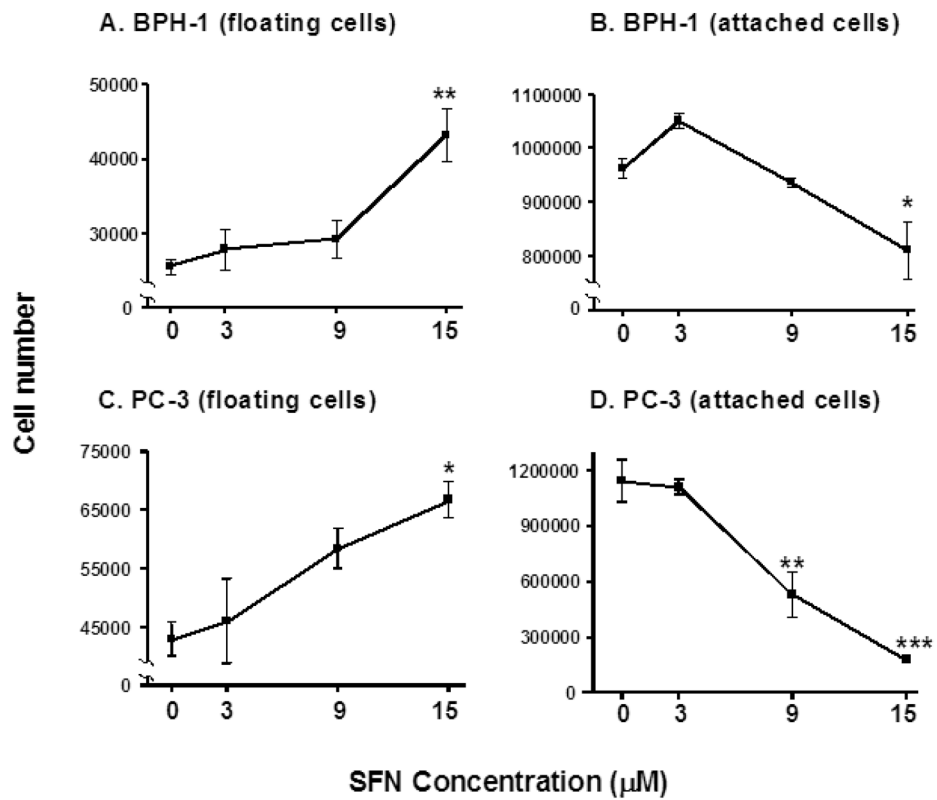 A. BPH-1 (floating cells)
B. BPH-1 (attached cells)
50000
40000
30000
0
**
0 3 9 15
1100000
1000000
900000
800000
0
*
0 3 9 15
Cell number
C. PC-3 (floating cells)
D. PC-3 (attached cells)
75000
65000
55000
45000
0
*
0 3 9 15
1200000
900000
600000
300000
0
**
***
0 3 9 15
SFN Concentration (μM)